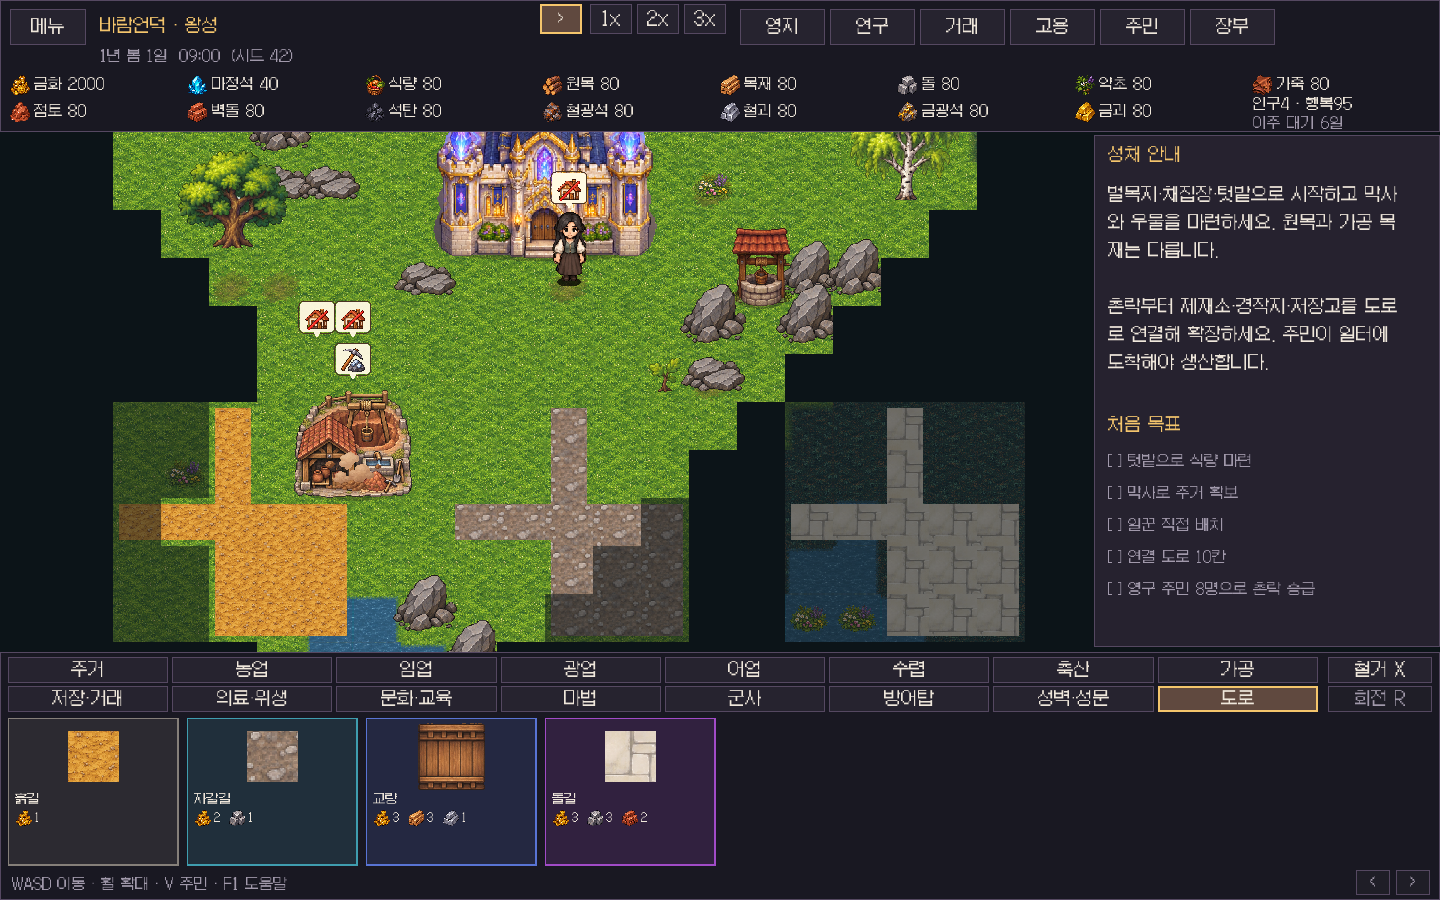 메뉴
바람언덕 · 왕성
1년 봄 1일 09:00 (시드 42)
>
1x
2x
3x
영지
연구
거래
고용
주민
장부
금화 2000
마정석 40
식량 80
원목 80
목재 80
돌 80
약초 80
가죽 80
점토 80
벽돌 80
석탄 80
철광석 80
철괴 80
금광석 80
금괴 80
인구4 · 행복95
이주 대기 6일
성채 안내
벌목지·채집장·텃밭으로 시작하고 막사
와 우물을 마련하세요. 원목과 가공 목
재는 다릅니다.
촌락부터 제재소·경작지·저장고를 도로
로 연결해 확장하세요. 주민이 일터에
도착해야 생산합니다.
처음 목표
[ ] 텃밭으로 식량 마련
[ ] 막사로 주거 확보
[ ] 일꾼 직접 배치
[ ] 연결 도로 10칸
[ ] 영구 주민 8명으로 촌락 승급
주거
농업
임업
광업
어업
수렵
축산
가공
철거 X
저장·거래
의료·위생
문화·교육
마법
군사
방어탑
성벽·성문
도로
회전 R
흙길
1
자갈길
2
1
교량
3
3
1
돌길
3
3
2
WASD 이동 · 휠 확대 · V 주민 · F1 도움말
<
>